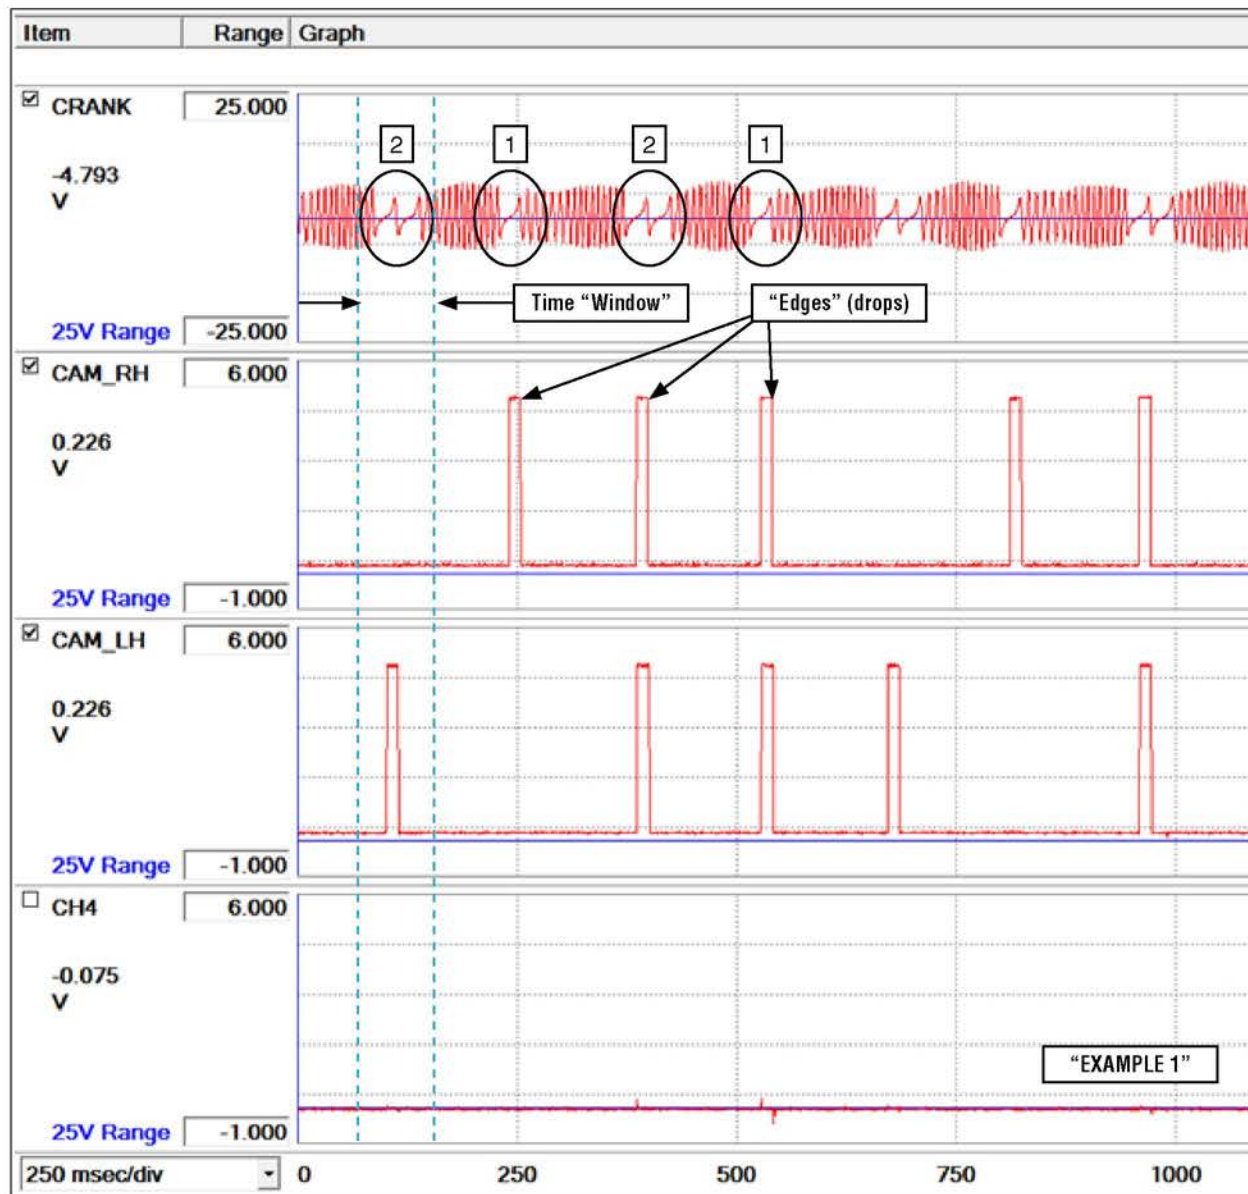 Item Range Graph
CRANK 25.000
2 1 2 1
-4.793
V
Time “Window” “Edges” (drops)
25V Range -25.000
CAM_RH 6.000
0.226
V
25V Range -1.000
CAM_LH 6.000
0.226
V
25V Range -1.000
CH4 6.000
-0.075
V
“EXAMPLE 1”
25V Range -1.000
250 msec/div 0 250 500 750 1000